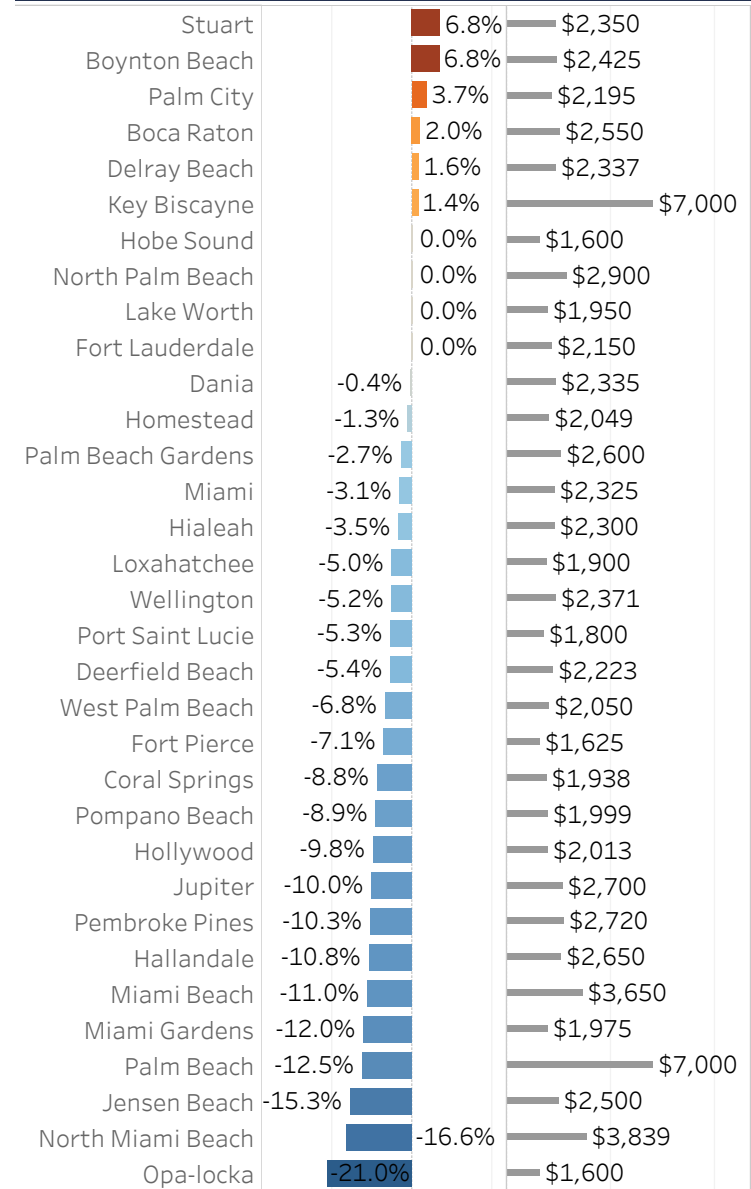 Stuart 6.8% $2,350
Boynton Beach 6.8% $2,425
Palm City 3.7% $2,195
Boca Raton 2.0% $2,550
Delray Beach 1.6% $2,337
Key Biscayne 1.4% $7,000
Hobe Sound 0.0% $1,600
North Palm Beach 0.0% $2,900
Lake Worth 0.0% $1,950
Fort Lauderdale 0.0% $2,150
Dania -0.4% $2,335
Homestead -1.3% $2,049
Palm Beach Gardens -2.7% $2,600
Miami -3.1% $2,325
Hialeah -3.5% $2,300
Loxahatchee -5.0% $1,900
Wellington -5.2% $2,371
Port Saint Lucie -5.3% $1,800
Deerfield Beach -5.4% $2,223
West Palm Beach -6.8% $2,050
Fort Pierce -7.1% $1,625
Coral Springs -8.8% $1,938
Pompano Beach -8.9% $1,999
Hollywood -9.8% $2,013
Jupiter -10.0% $2,700
Pembroke Pines -10.3% $2,720
Hallandale -10.8% $2,650
Miami Beach -11.0% $3,650
Miami Gardens -12.0% $1,975
Palm Beach -12.5% $7,000
Jensen Beach -15.3% $2,500
North Miami Beach -16.6% $3,839
Opa-locka -21.0% $1,600